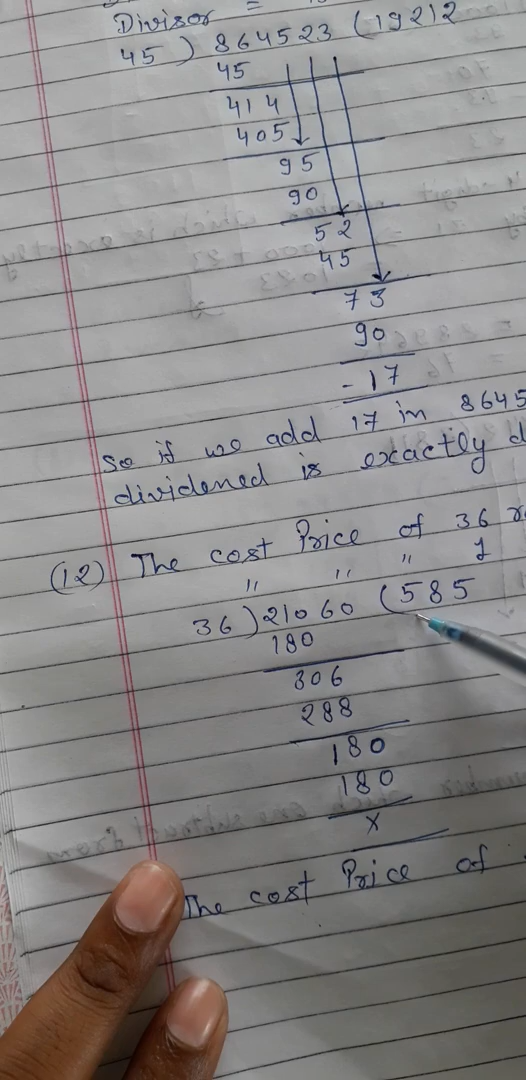 Divisor =
45 ) 864523 ( 19212
45
414
405
95
90
52
45
73
90
- 17
So if we add 17 in 8645
dividened is exactly d
(12) The cost Price of 36
" " " 1
36 ) 21060 ( 585
180
306
288
180
180
x
The cost Price of